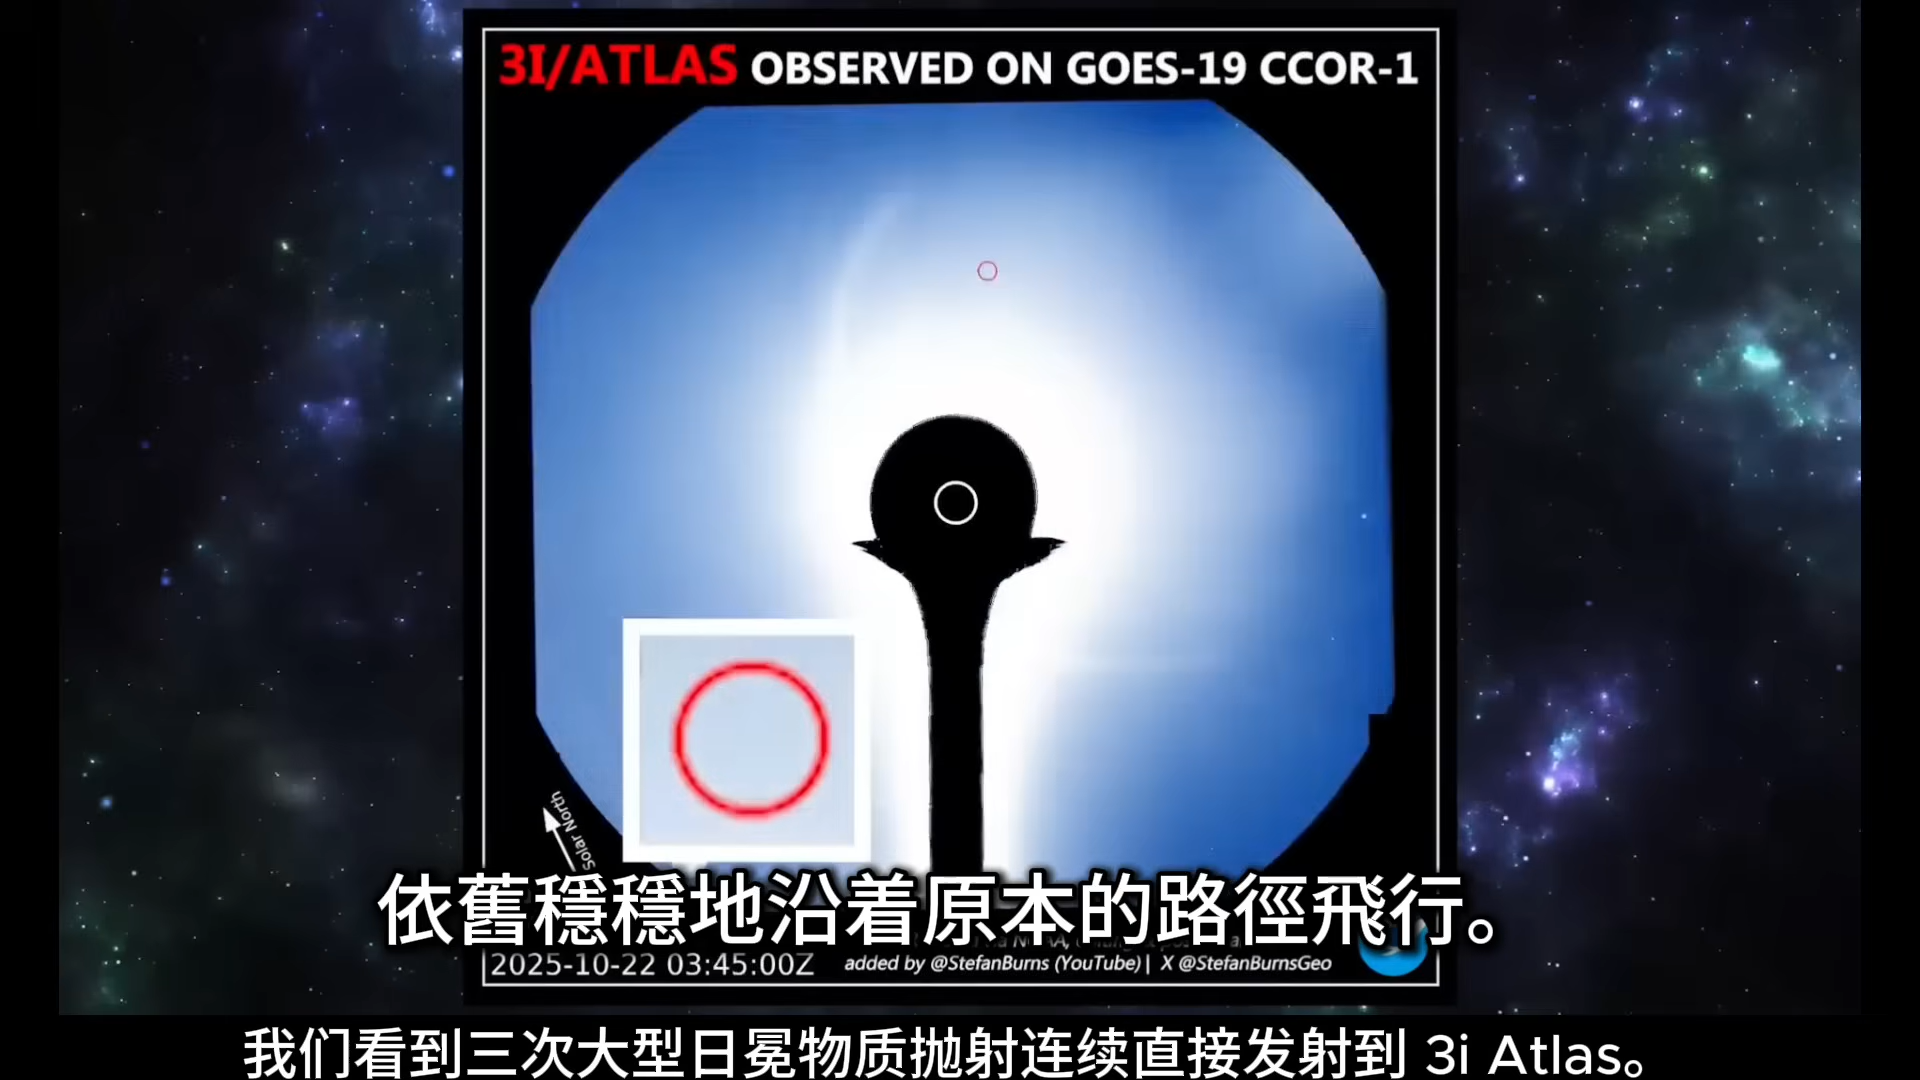 3I/ATLAS OBSERVED ON GOES-19 CCOR-1
Solar North
依舊穩穩地沿着原本的路徑飛行。
2025-10-22 03:45:00Z
added by @StefanBurns (YouTube) | X @StefanBurnsGeo
我们看到三次大型日冕物质抛射连续直接发射到 3i Atlas。